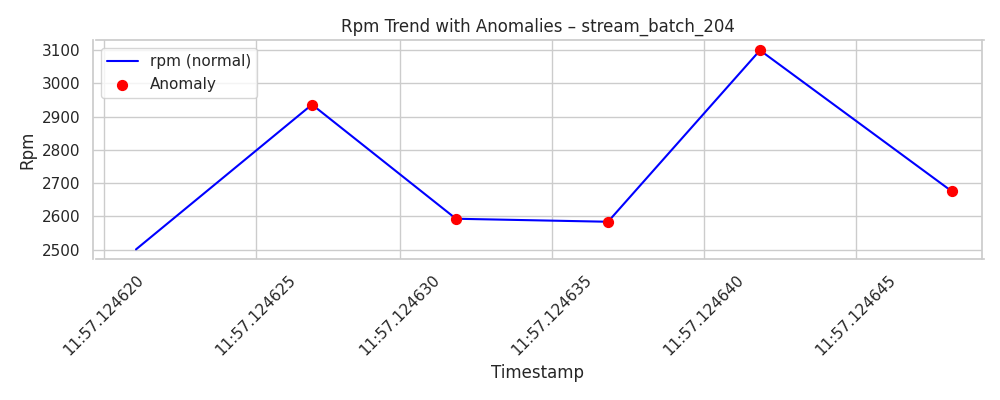 Rpm Trend with Anomalies – stream_batch_204
rpm (normal)
Anomaly
Rpm
3100
3000
2900
2800
2700
2600
2500
11:57.124620
11:57.124625
11:57.124630
11:57.124635
11:57.124640
11:57.124645
Timestamp